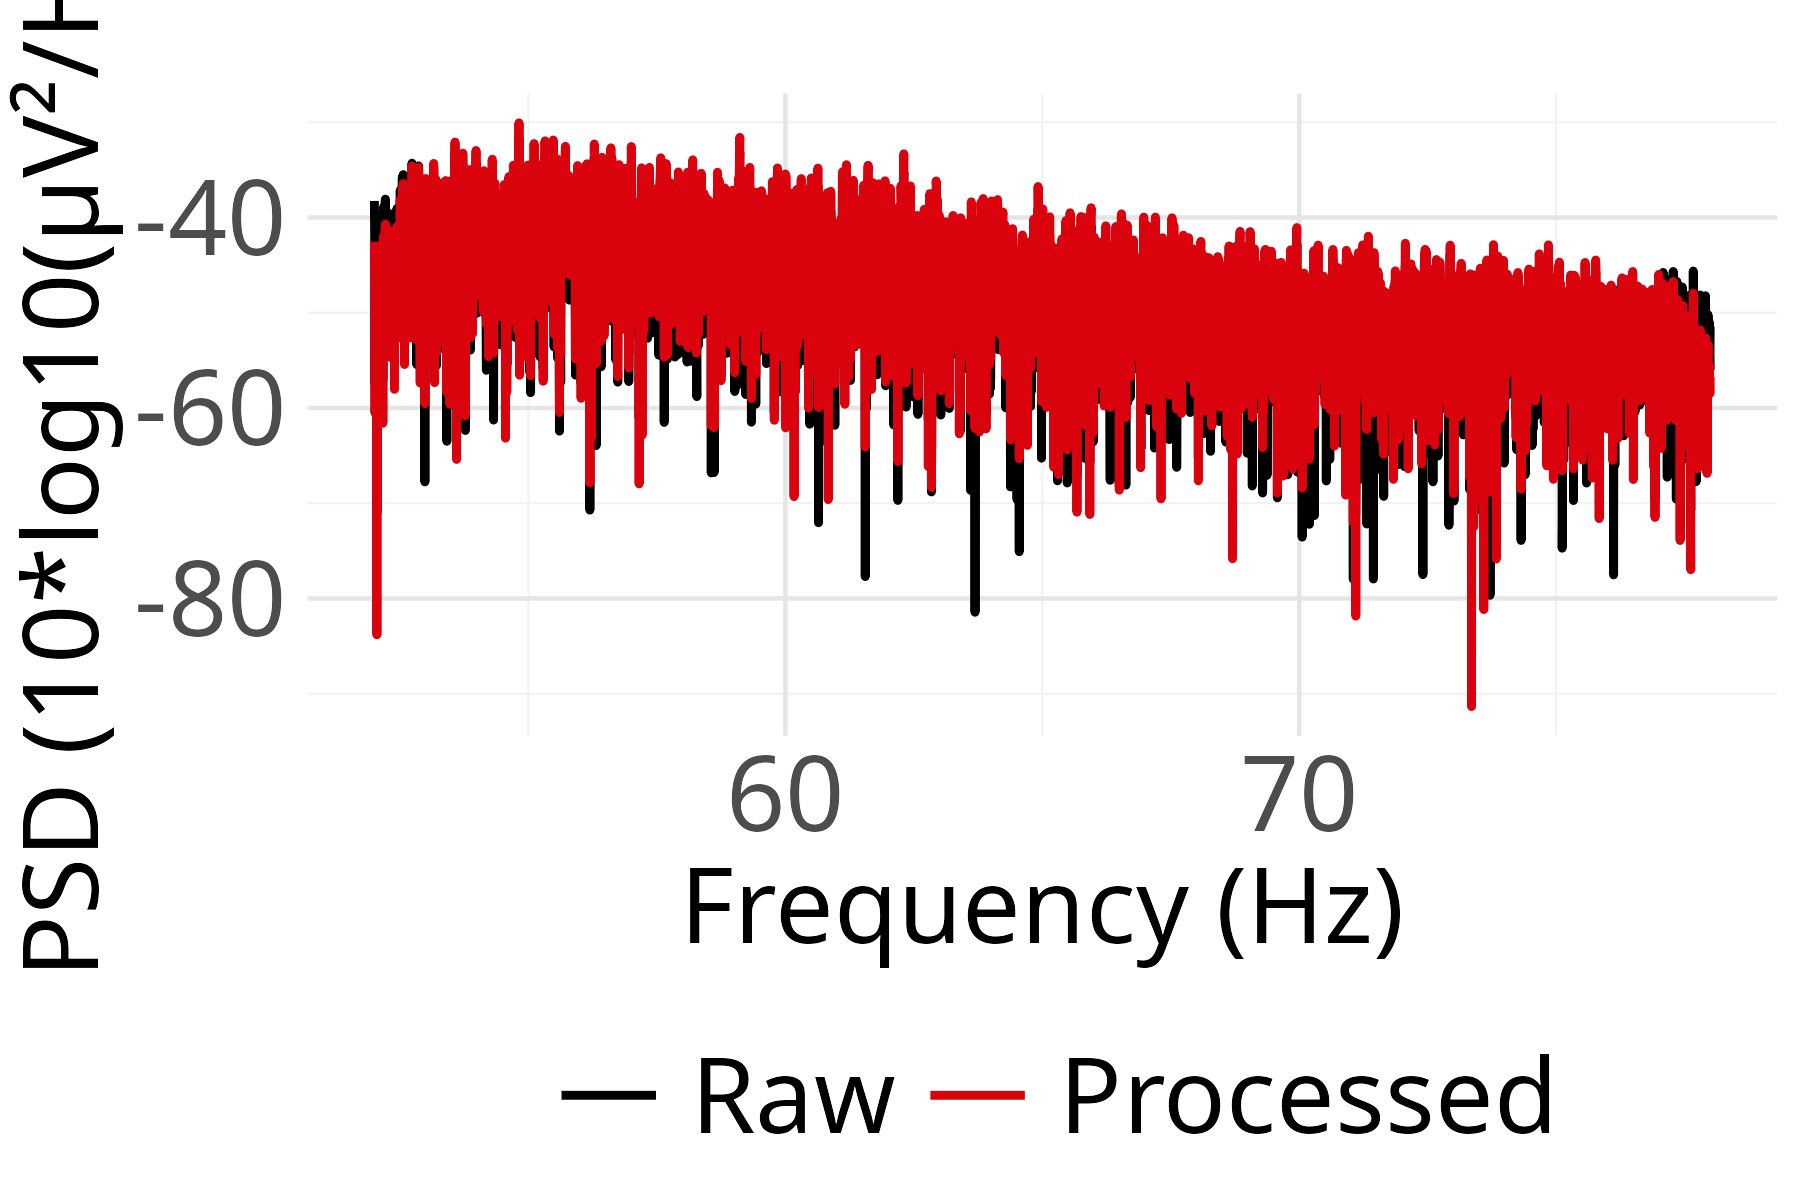 PSD (10*log10(µV²/H
-40
-60
-80
60
70
Frequency (Hz)
Raw
Processed